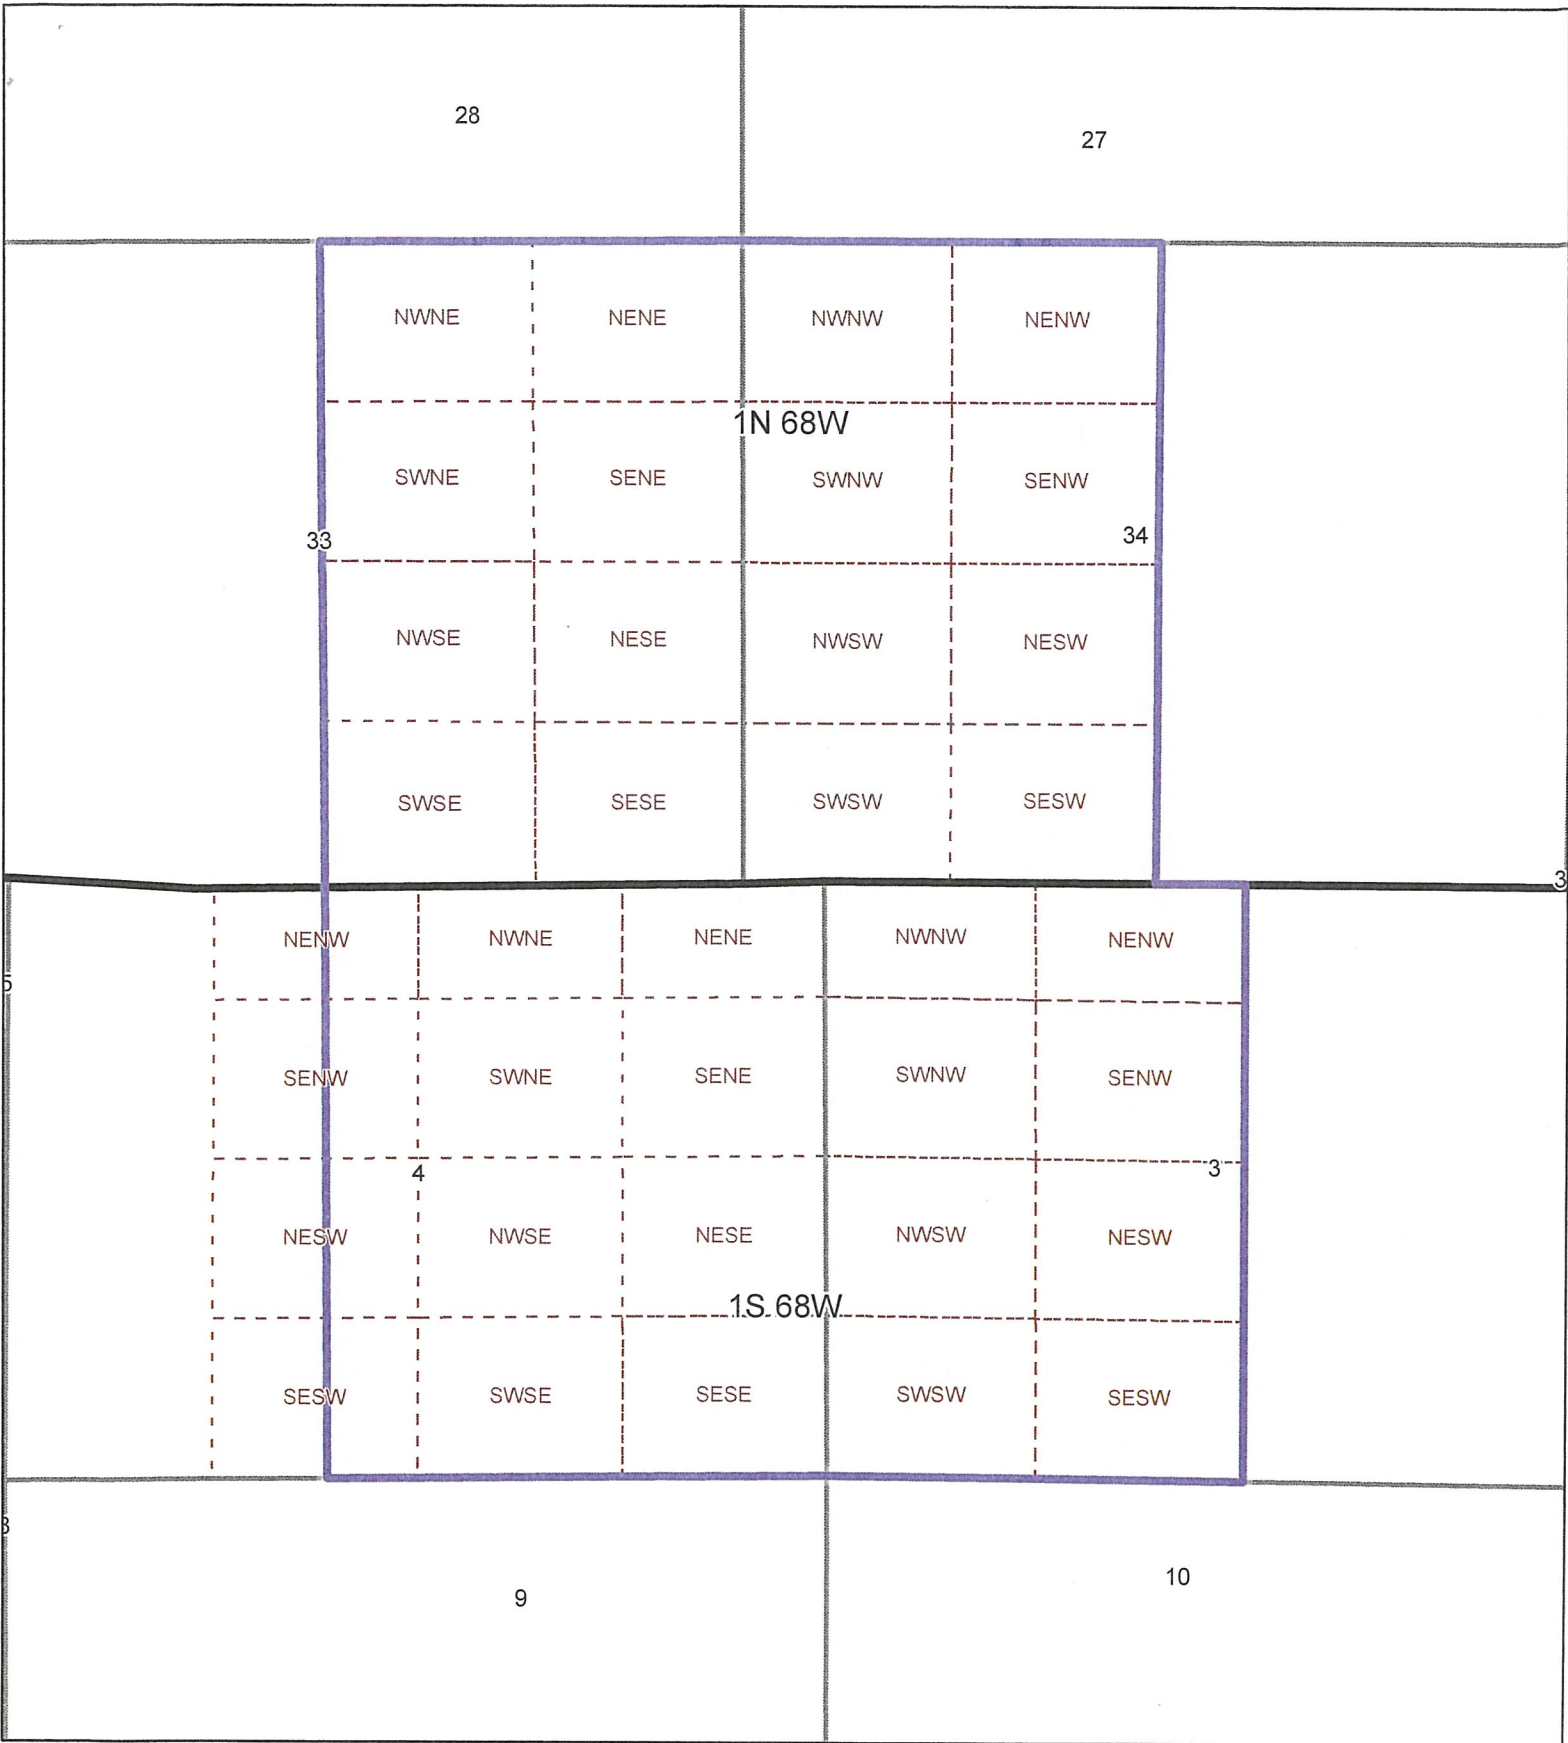 28
27
NWNE NENE NWNW NENW
1N 68W
SWNE SENE SWNW SENW
33 34
NWSE NESE NWSW NESW
SWSE SESE SWSW SESW
3
NENW NWNE NENE NWNW NENW
5
SENW SWNE SENE SWNW SENW
4 3
NESW NWSE NESE NWSW NESW
1S 68W
SESW SWSE SESE SWSW SESW
9
10